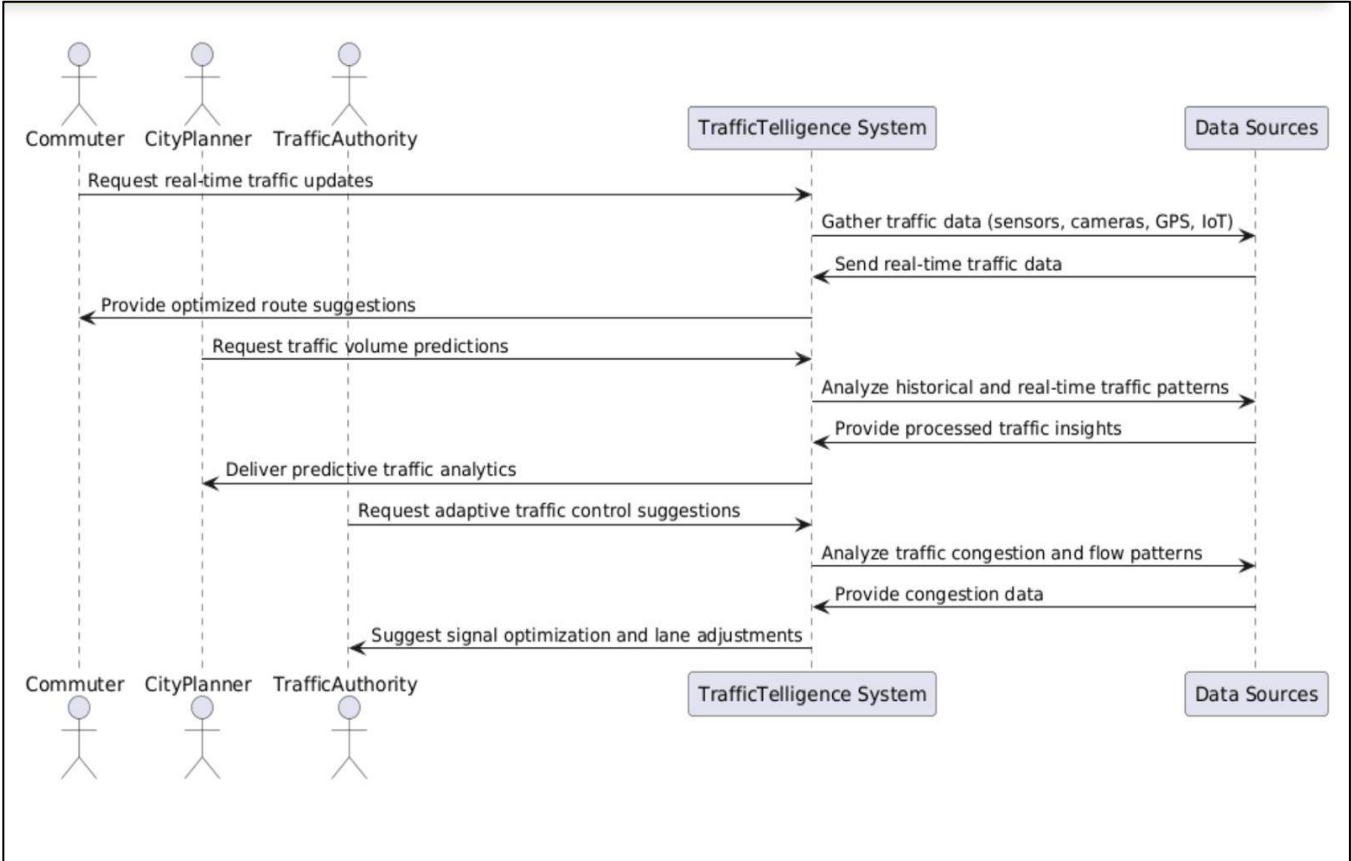 Commuter CityPlanner TrafficAuthority
TrafficTelligence System
Data Sources
Request real-time traffic updates
Gather traffic data (sensors, cameras, GPS, IoT)
Send real-time traffic data
Provide optimized route suggestions
Request traffic volume predictions
Analyze historical and real-time traffic patterns
Provide processed traffic insights
Deliver predictive traffic analytics
Request adaptive traffic control suggestions
Analyze traffic congestion and flow patterns
Provide congestion data
Suggest signal optimization and lane adjustments
Commuter CityPlanner TrafficAuthority
TrafficTelligence System
Data Sources